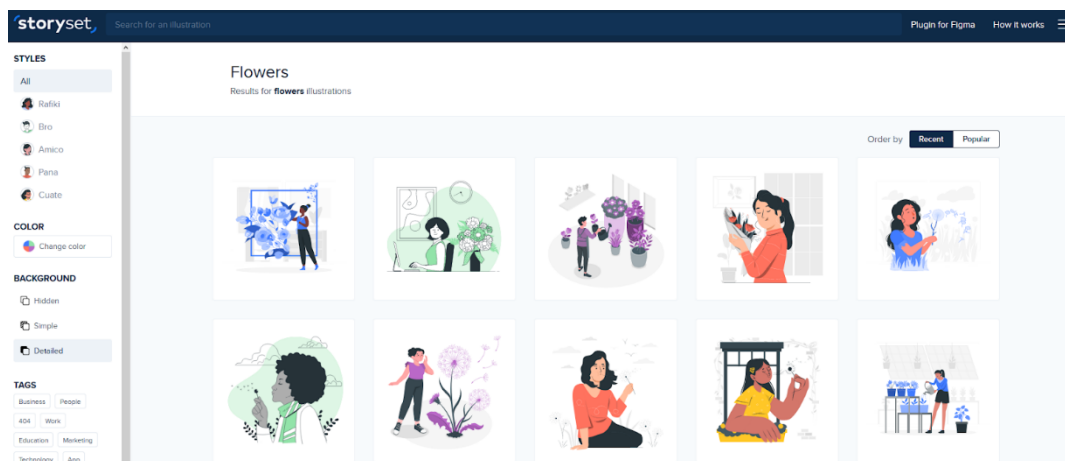 storyset
Search for an illustration
Plugin for Figma
How it works
STYLES
All
Rafiki
Bro
Amico
Pana
Cuate
COLOR
Change color
BACKGROUND
Hidden
Simple
Detailed
TAGS
Business People
404 Work
Education Marketing
Technology App
Flowers
Results for flowers illustrations
Order by Recent Popular